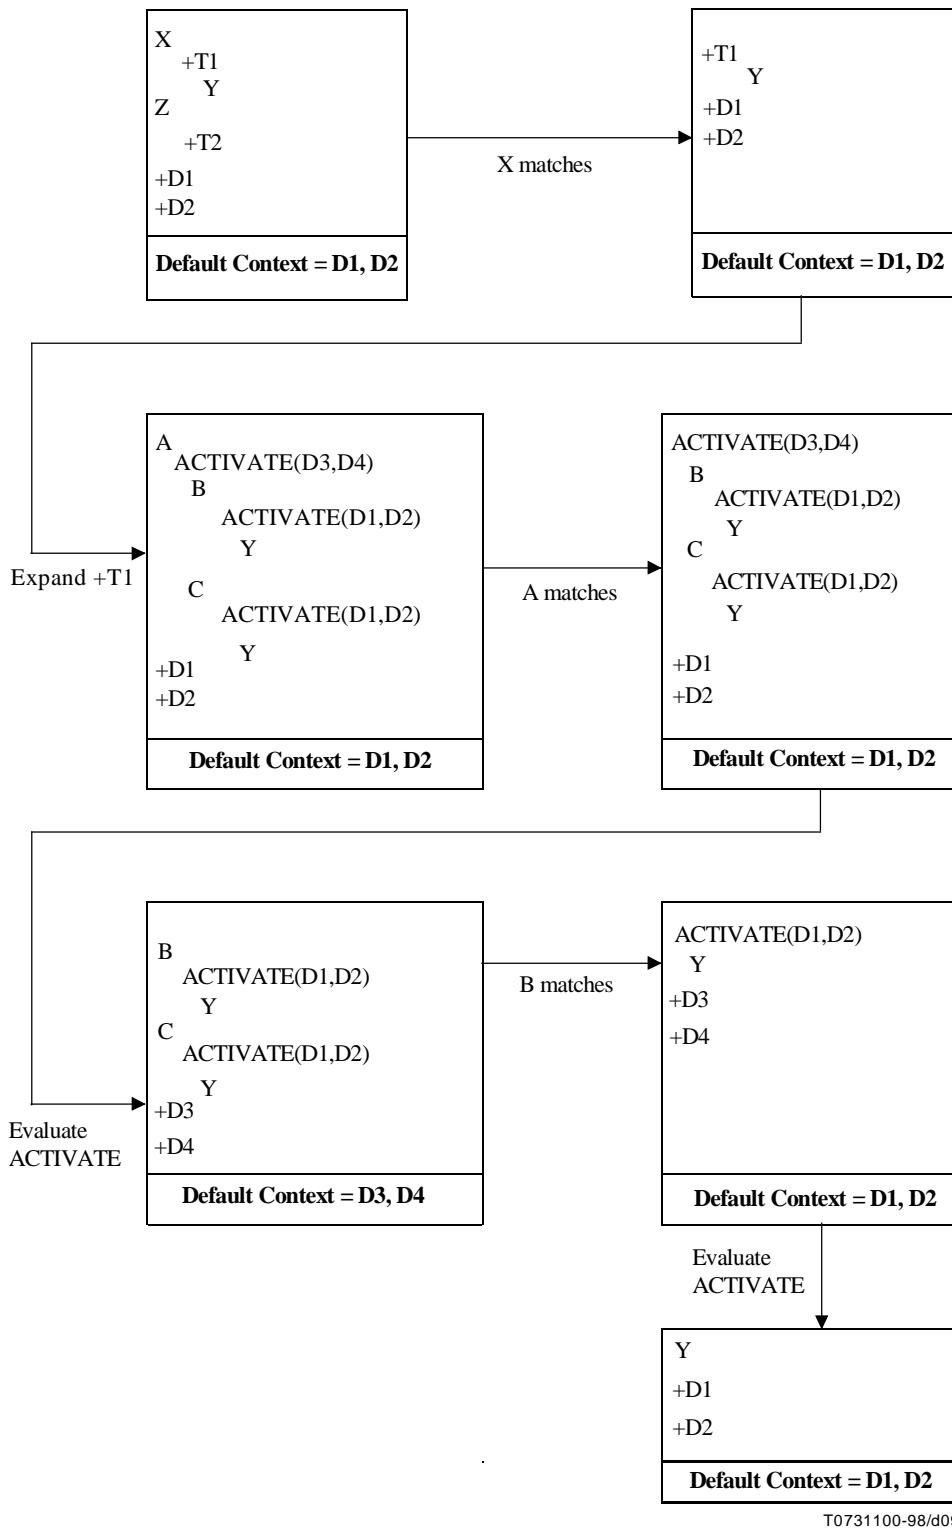 X
+T1
Y
Z
+T2
+D1
+D2
Default Context = D1, D2
X matches
+T1
Y
+D1
+D2
Default Context = D1, D2
Expand +T1
A
ACTIVATE(D3,D4)
B
ACTIVATE(D1,D2)
Y
C
ACTIVATE(D1,D2)
Y
+D1
+D2
Default Context = D1, D2
A matches
ACTIVATE(D3,D4)
B
ACTIVATE(D1,D2)
Y
C
ACTIVATE(D1,D2)
Y
+D1
+D2
Default Context = D1, D2
Evaluate
ACTIVATE
B
ACTIVATE(D1,D2)
Y
C
ACTIVATE(D1,D2)
Y
+D3
+D4
Default Context = D3, D4
B matches
ACTIVATE(D1,D2)
Y
+D3
+D4
Default Context = D1, D2
Evaluate
ACTIVATE
Y
+D1
+D2
Default Context = D1, D2